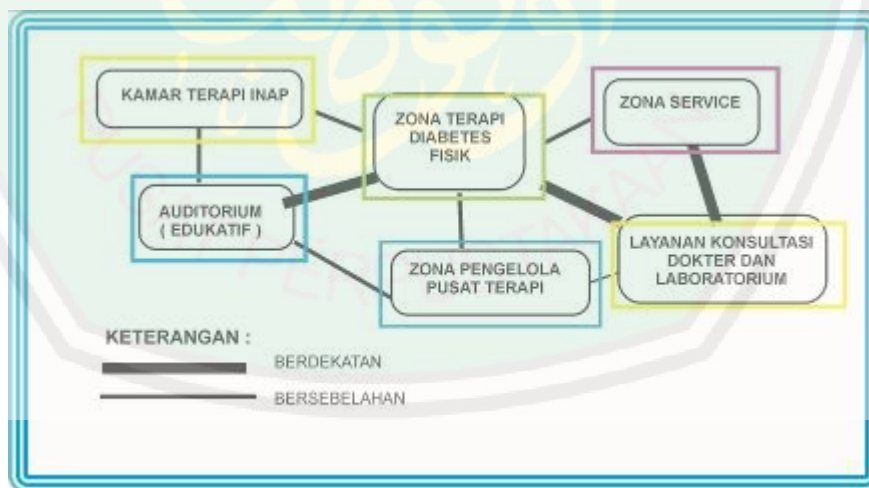 KAMAR TERAPI INAP
ZONA TERAPI
DIABETES
FISIK
ZONA SERVICE
AUDITORIUM
( EDUKATIF )
ZONA PENGELOLA
PUSAT TERAPI
LAYANAN KONSULTASI
DOKTER DAN
LABORATORIUM
KETERANGAN :
BERDEKATAN
BERSEBELAHAN